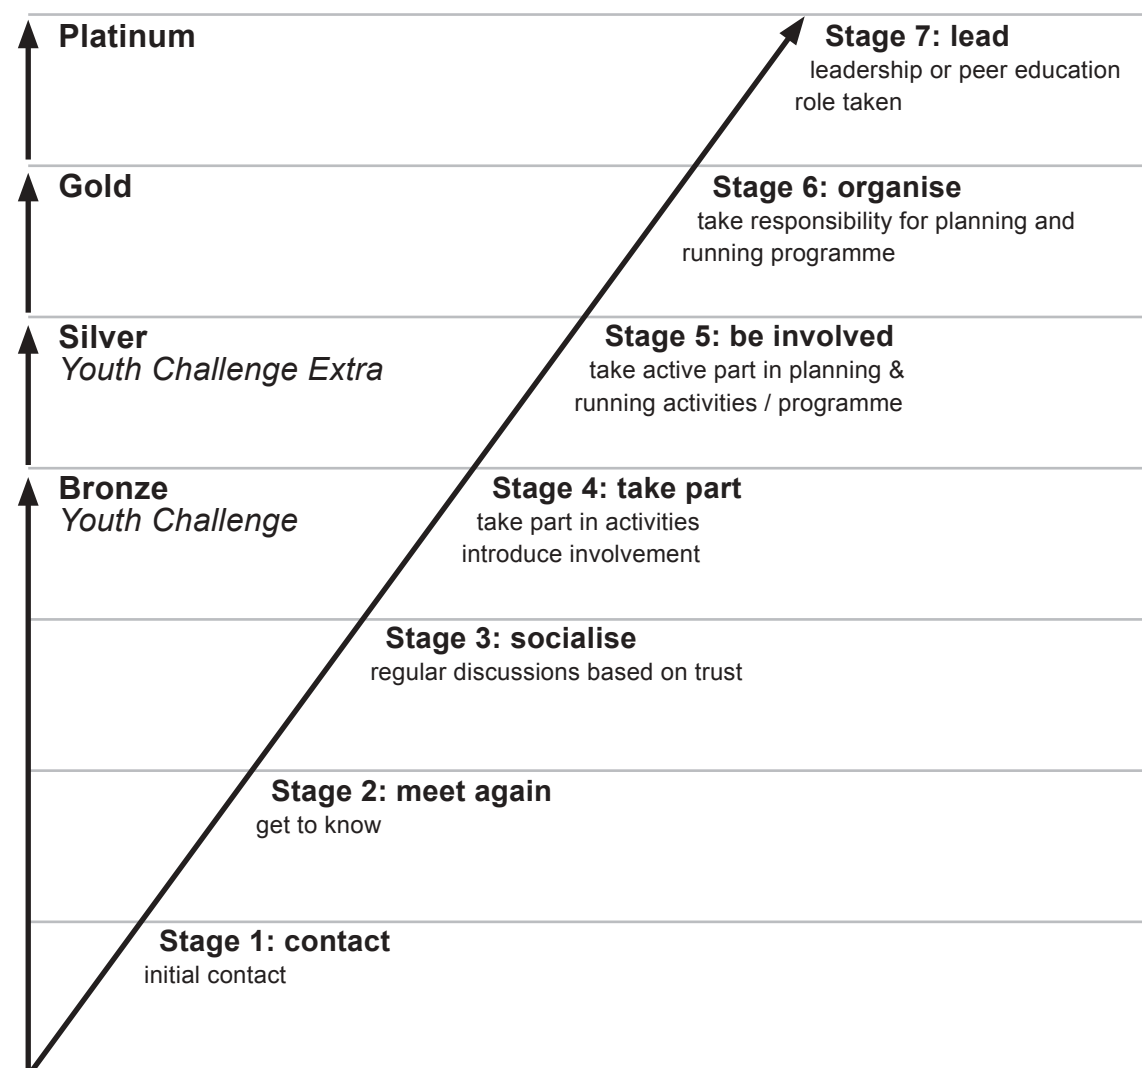 Platinum
Stage 7: lead
leadership or peer education
role taken
Gold
Stage 6: organise
take responsibility for planning and
running programme
Silver
Youth Challenge Extra
Stage 5: be involved
take active part in planning &
running activities / programme
Bronze
Youth Challenge
Stage 4: take part
take part in activities
introduce involvement
Stage 3: socialise
regular discussions based on trust
Stage 2: meet again
get to know
Stage 1: contact
initial contact